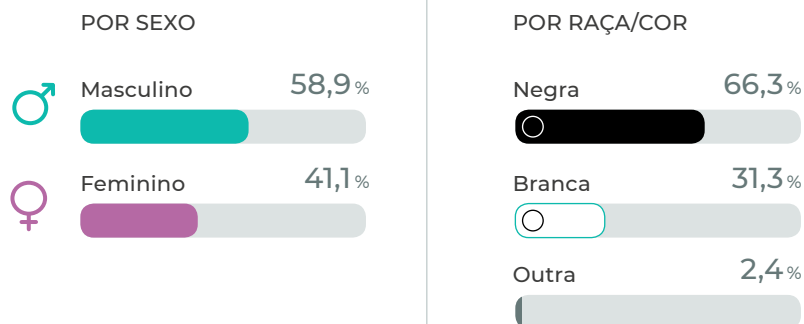 POR SEXO
Masculino 58,9%
Feminino 41,1%
POR RAÇA/COR
Negra 66,3%
Branca 31,3%
Outra 2,4%